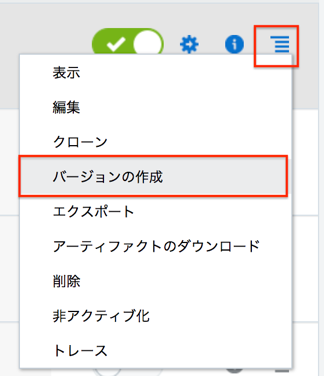 表示
編集
クローン
バージョンの作成
エクスポート
アーティファクトのダウンロード
削除
非アクティブ化
トレース